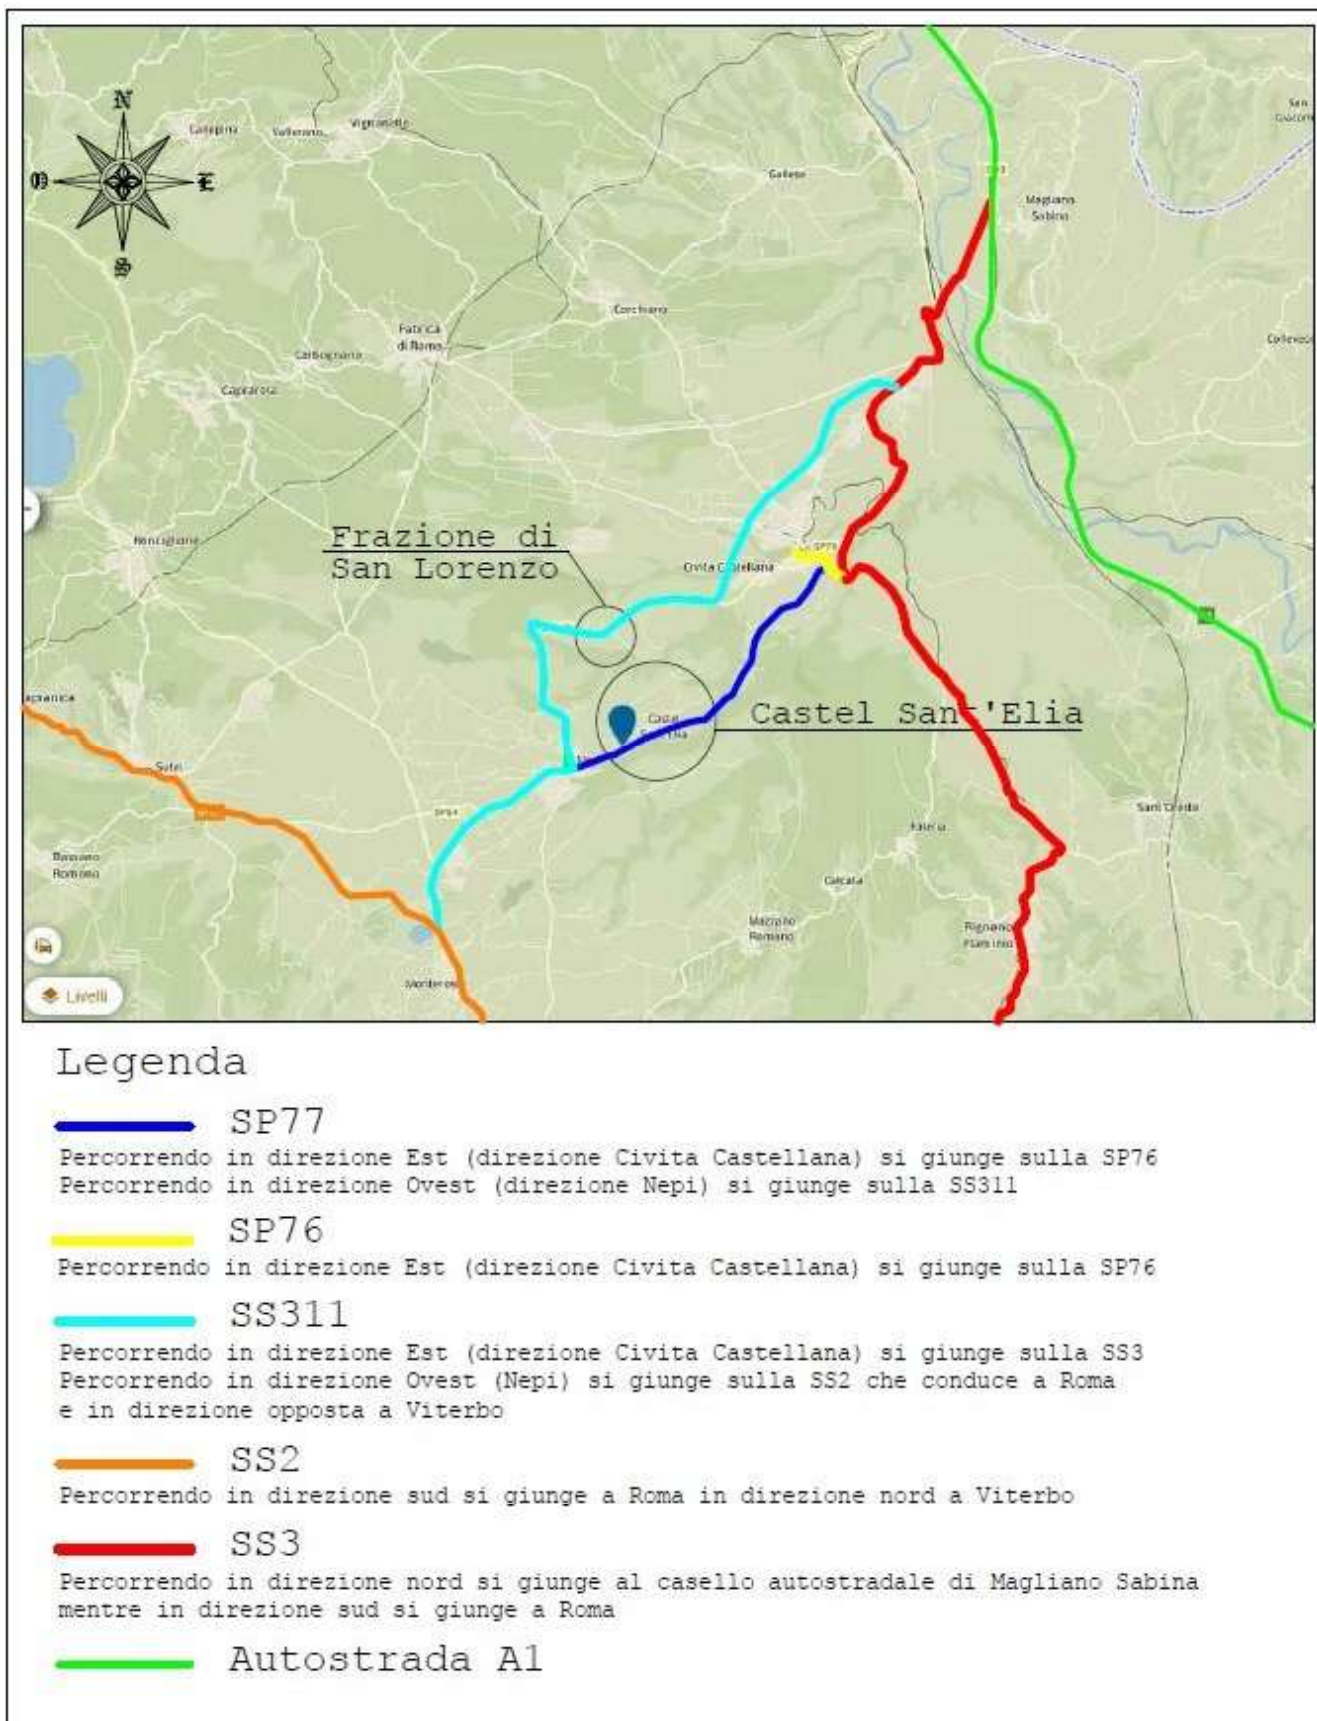 N
O
E
S
Canepina
Vallerano
Vignanello
San
Gallese
Magliano
Sabina
Corchiano
Fabrica
di Roma
Carbognano
Caprarola
Ronciglione
Frazione di
San Lorenzo
Civita Castellana
SP76
Castel Sant'Elia
Sutri
Bassano
Romano
Sant'Oreste
Faleria
Calcata
Mazzano
Romano
Rignano
Flaminio
Monterosi
Livelli
Legenda
SP77
Percorrendo in direzione Est (direzione Civita Castellana) si giunge sulla SP76
Percorrendo in direzione Ovest (direzione Nepi) si giunge sulla SS311
SP76
Percorrendo in direzione Est (direzione Civita Castellana) si giunge sulla SP76
SS311
Percorrendo in direzione Est (direzione Civita Castellana) si giunge sulla SS3
Percorrendo in direzione Ovest (Nepi) si giunge sulla SS2 che conduce a Roma
e in direzione opposta a Viterbo
SS2
Percorrendo in direzione sud si giunge a Roma in direzione nord a Viterbo
SS3
Percorrendo in direzione nord si giunge al casello autostradale di Magliano Sabina
mentre in direzione sud si giunge a Roma
Autostrada A1